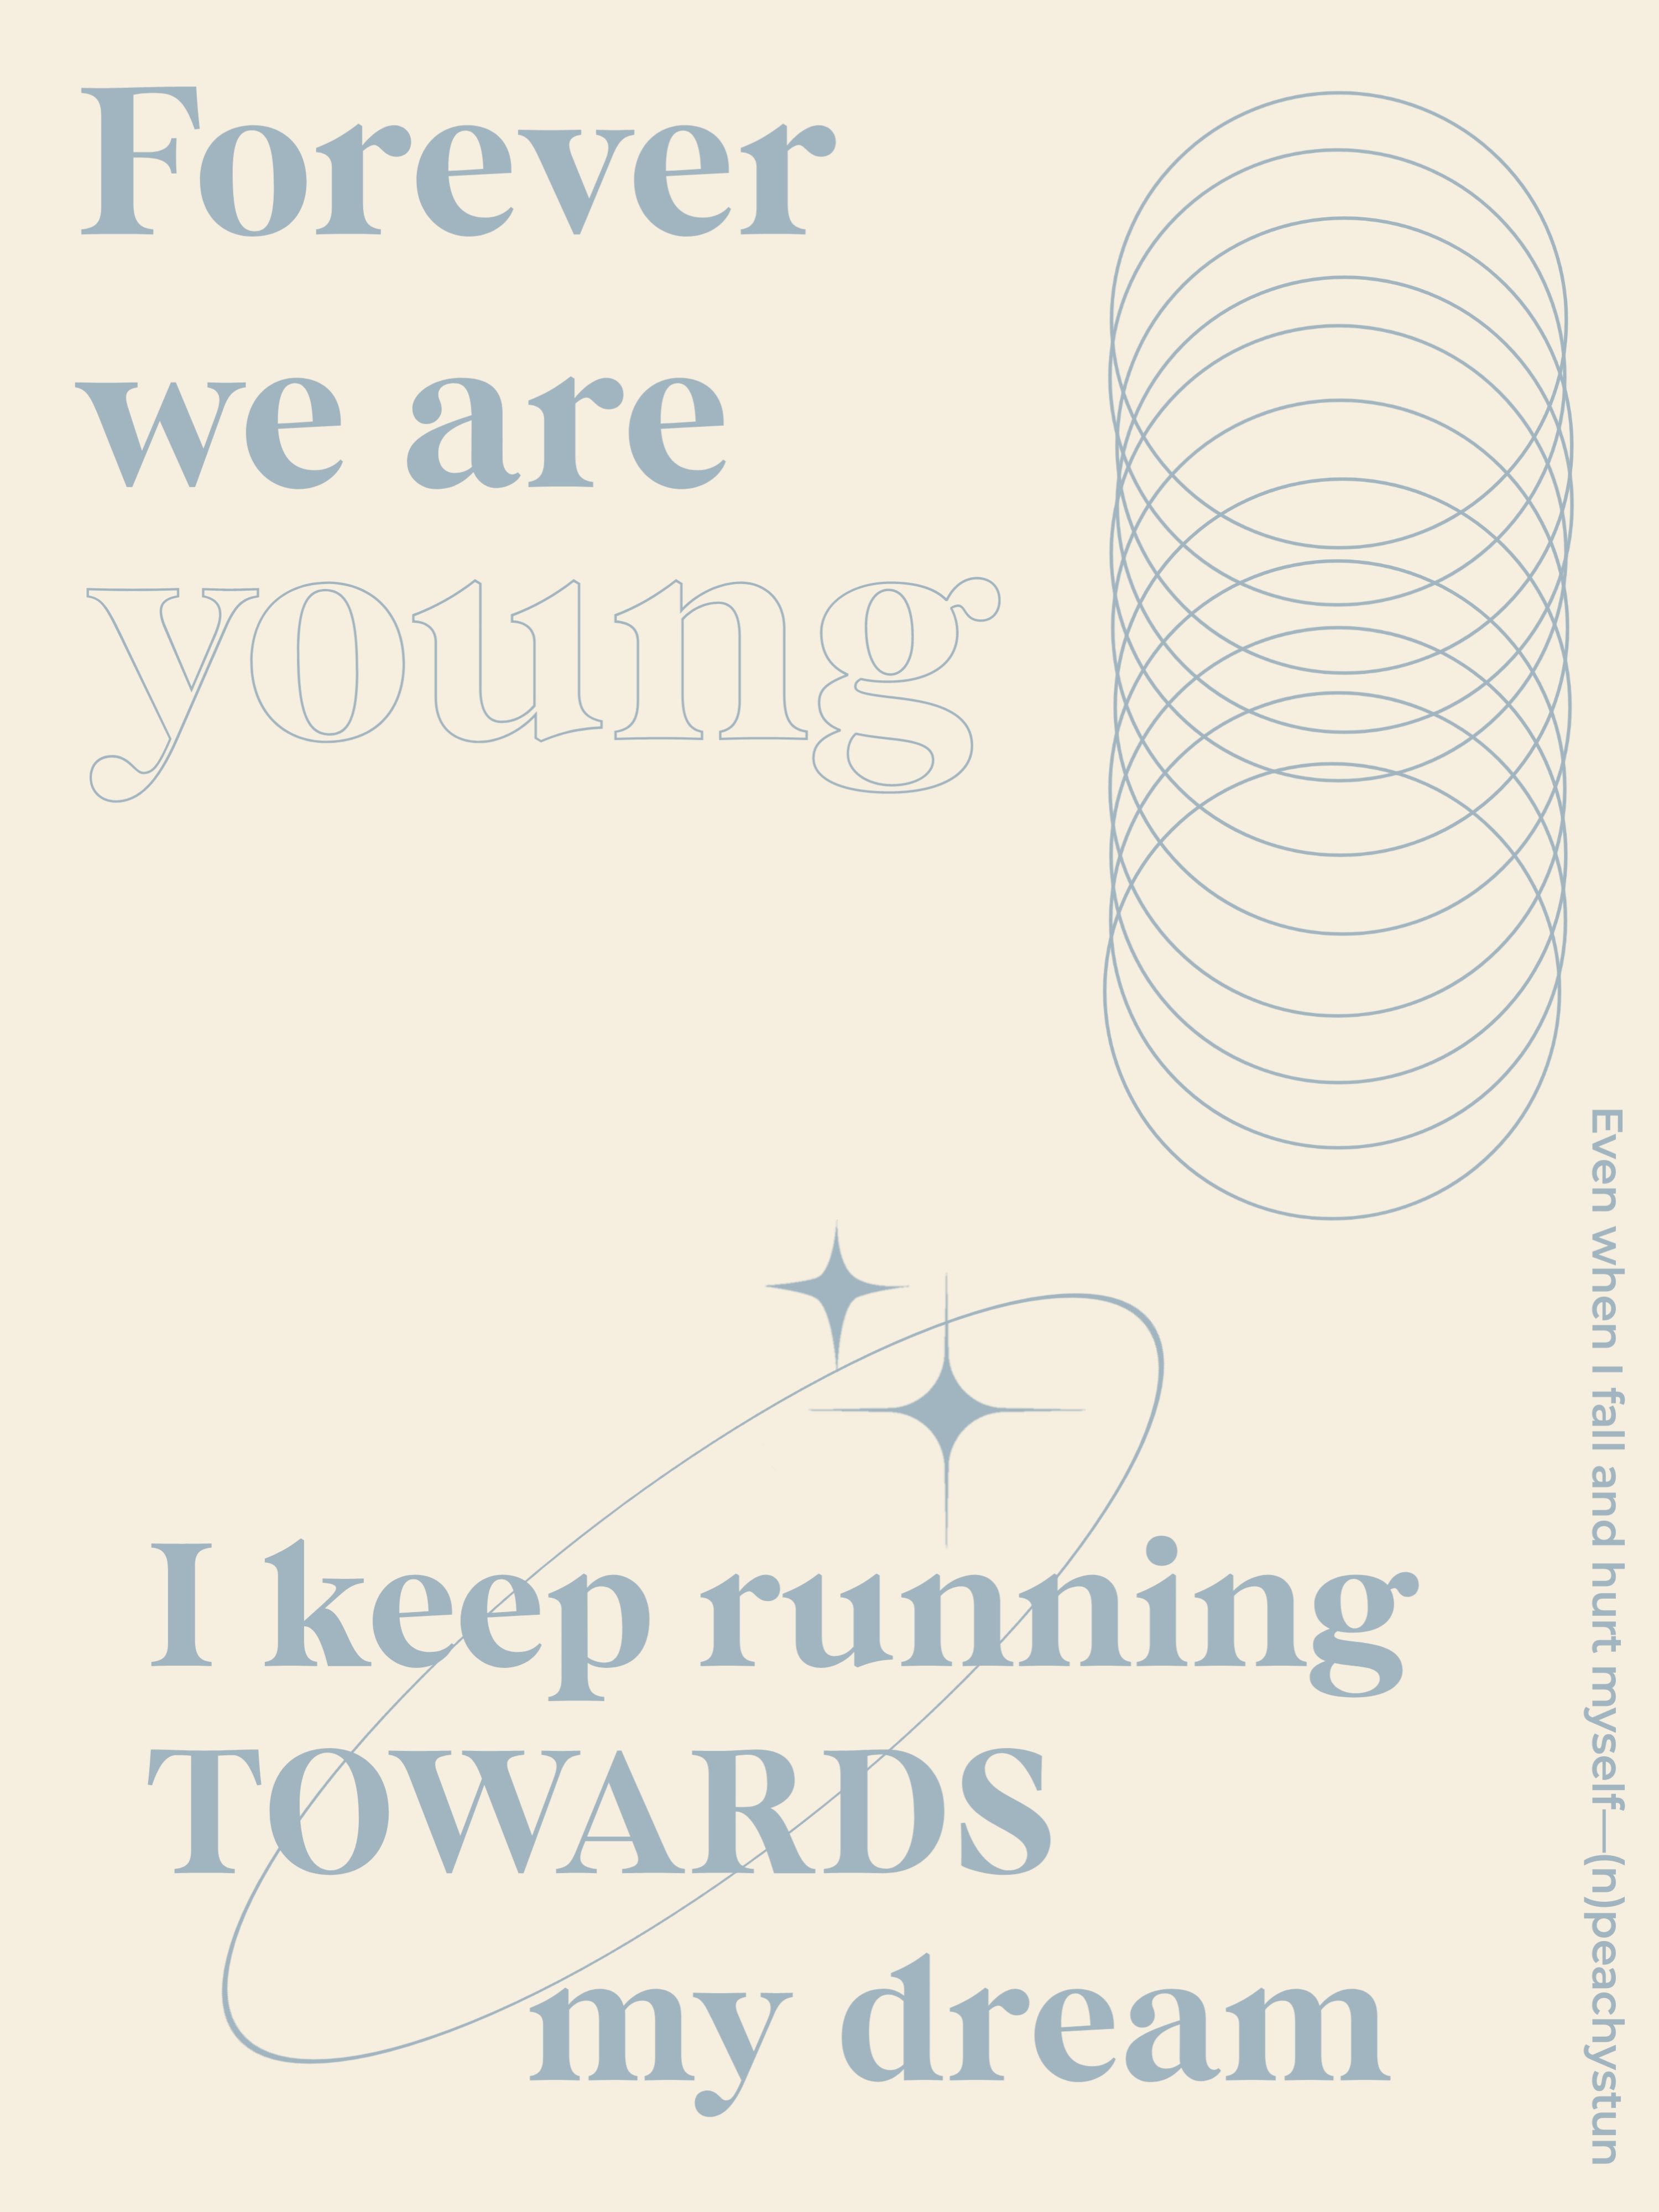 Forever
we are
young
I keep running
TOWARDS
my dream
Even when I fall and hurt myself—(n)peachystun